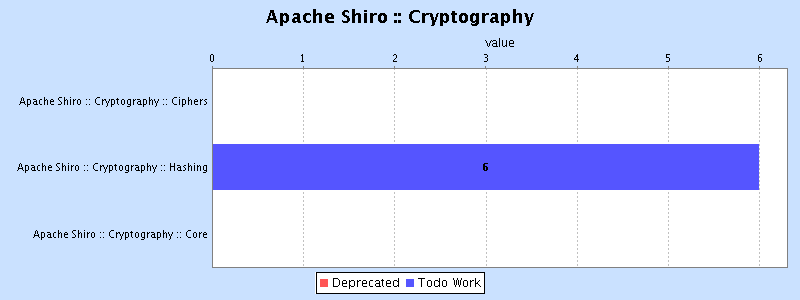 Apache Shiro :: Cryptography
value
0 1 2 3 4 5 6
Apache Shiro :: Cryptography :: Ciphers
Apache Shiro :: Cryptography :: Hashing 6
Apache Shiro :: Cryptography :: Core
Deprecated Todo Work